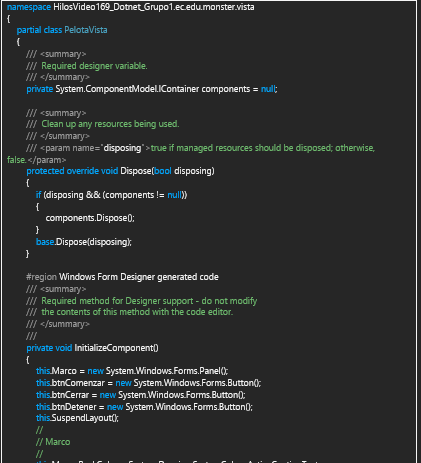 namespace HilosVideo169_Dotnet_Grupo1.ec.edu.monster.vista
{
partial class PelotaVista
{
/// <summary>
/// Required designer variable.
/// </summary>
private System.ComponentModel.IContainer components = null;
/// <summary>
/// Clean up any resources being used.
/// </summary>
/// <param name="disposing">true if managed resources should be disposed; otherwise,
false.</param>
protected override void Dispose(bool disposing)
{
if (disposing && (components != null))
{
components.Dispose();
}
base.Dispose(disposing);
}
#region Windows Form Designer generated code
/// <summary>
/// Required method for Designer support - do not modify
/// the contents of this method with the code editor.
/// </summary>
///
private void InitializeComponent()
{
this.Marco = new System.Windows.Forms.Panel();
this.btnComenzar = new System.Windows.Forms.Button();
this.btnCerrar = new System.Windows.Forms.Button();
this.btnDetener = new System.Windows.Forms.Button();
this.SuspendLayout();
//
// Marco
//